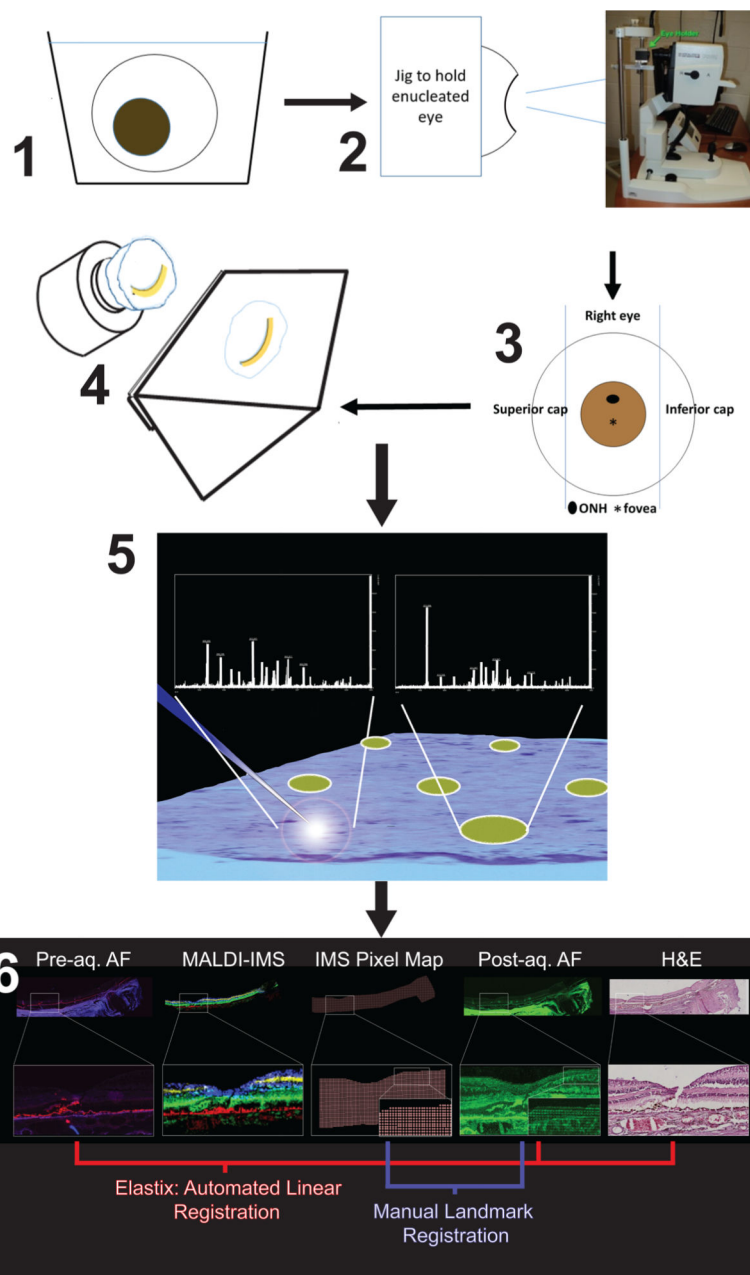 1
2
Jig to hold
enucleated
eye
Eye Holder
3
Right eye
Superior cap
Inferior cap
ONH * fovea
*
4
5
6
Pre-aq. AF
MALDI-IMS
IMS Pixel Map
Post-aq. AF
H&E
Elastix: Automated Linear
Registration
Manual Landmark
Registration